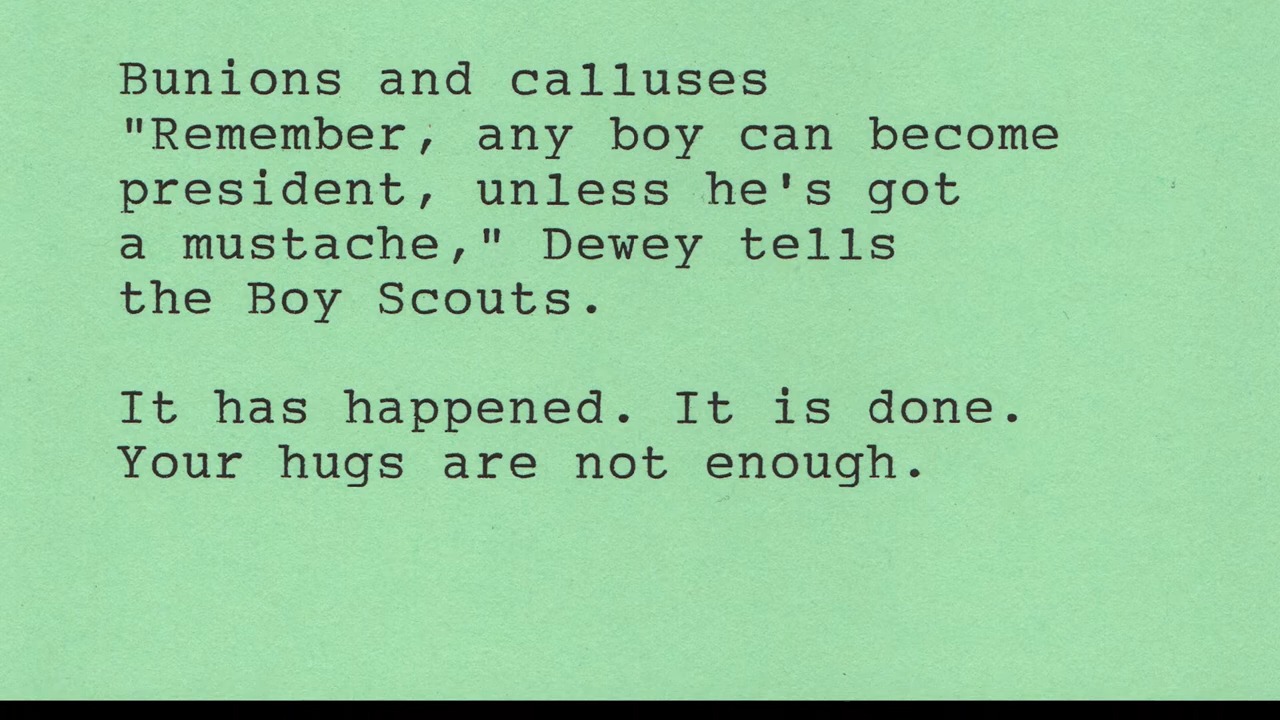 Bunions and calluses
"Remember, any boy can become
president, unless he's got
a mustache," Dewey tells
the Boy Scouts.
It has happened. It is done.
Your hugs are not enough.